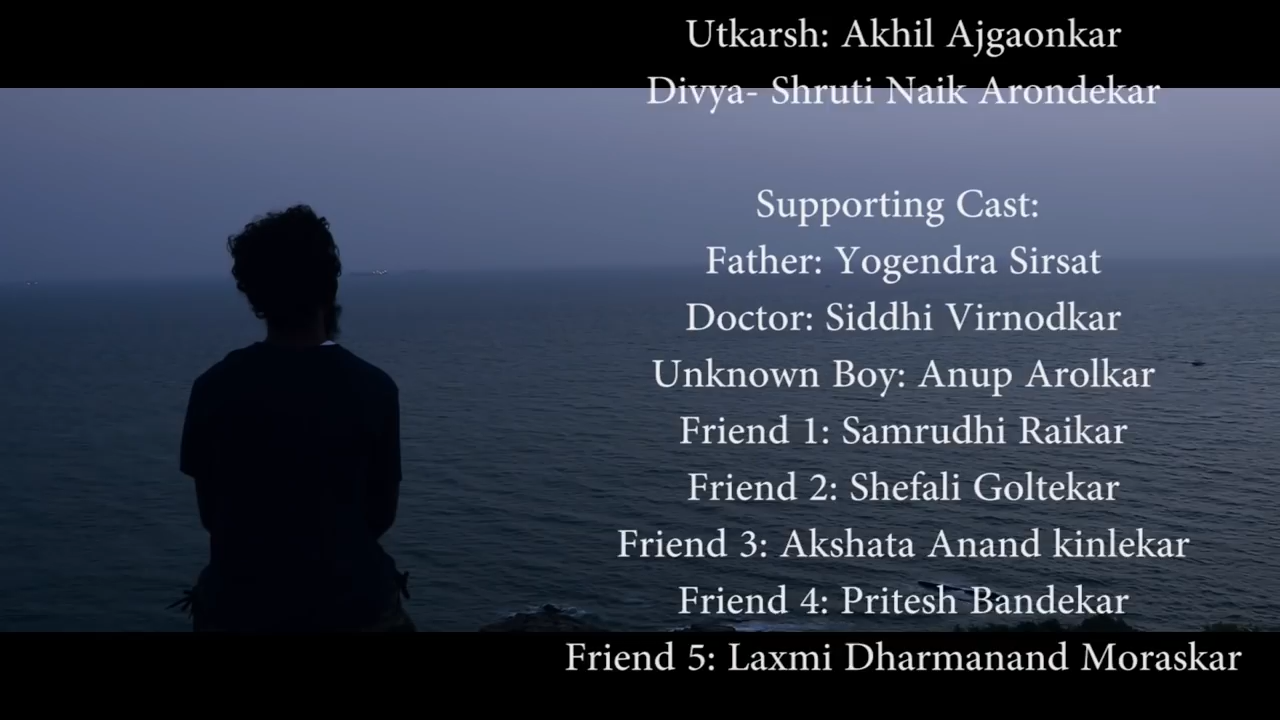 Utkarsh: Akhil Ajgaonkar
Divya- Shruti Naik Arondekar
Supporting Cast:
Father: Yogendra Sirsat
Doctor: Siddhi Virnodkar
Unknown Boy: Anup Arolkar
Friend 1: Samrudhi Raikar
Friend 2: Shefali Goltekar
Friend 3: Akshata Anand kinlekar
Friend 4: Pritesh Bandekar
Friend 5: Laxmi Dharmanand Moraskar